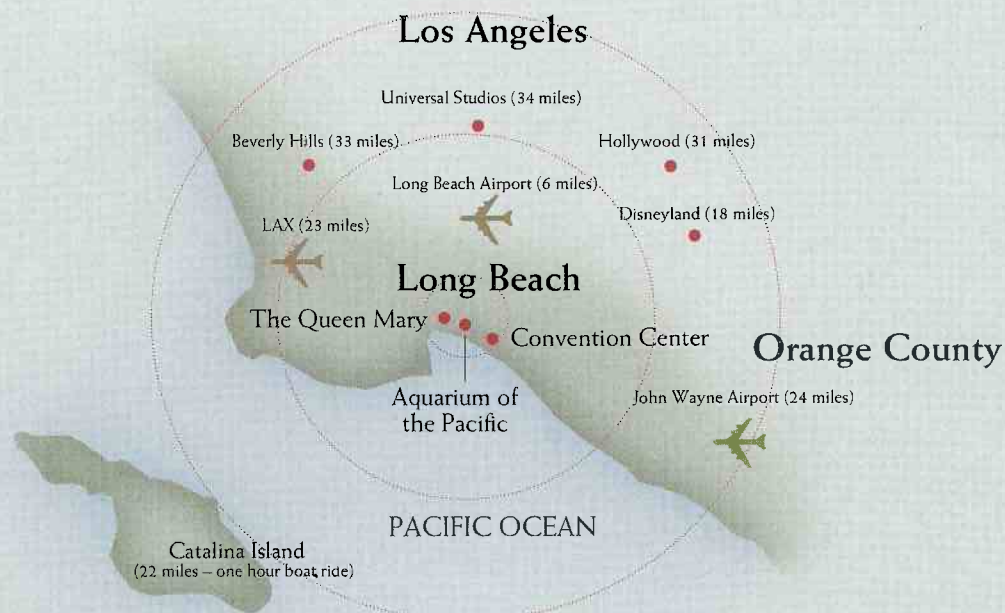 Los Angeles
Universal Studios (34 miles)
Beverly Hills (33 miles)
Hollywood (31 miles)
Long Beach Airport (6 miles)
Disneyland (18 miles)
LAX (23 miles)
Long Beach
The Queen Mary
Convention Center
Orange County
Aquarium of
the Pacific
John Wayne Airport (24 miles)
PACIFIC OCEAN
Catalina Island
(22 miles – one hour boat ride)